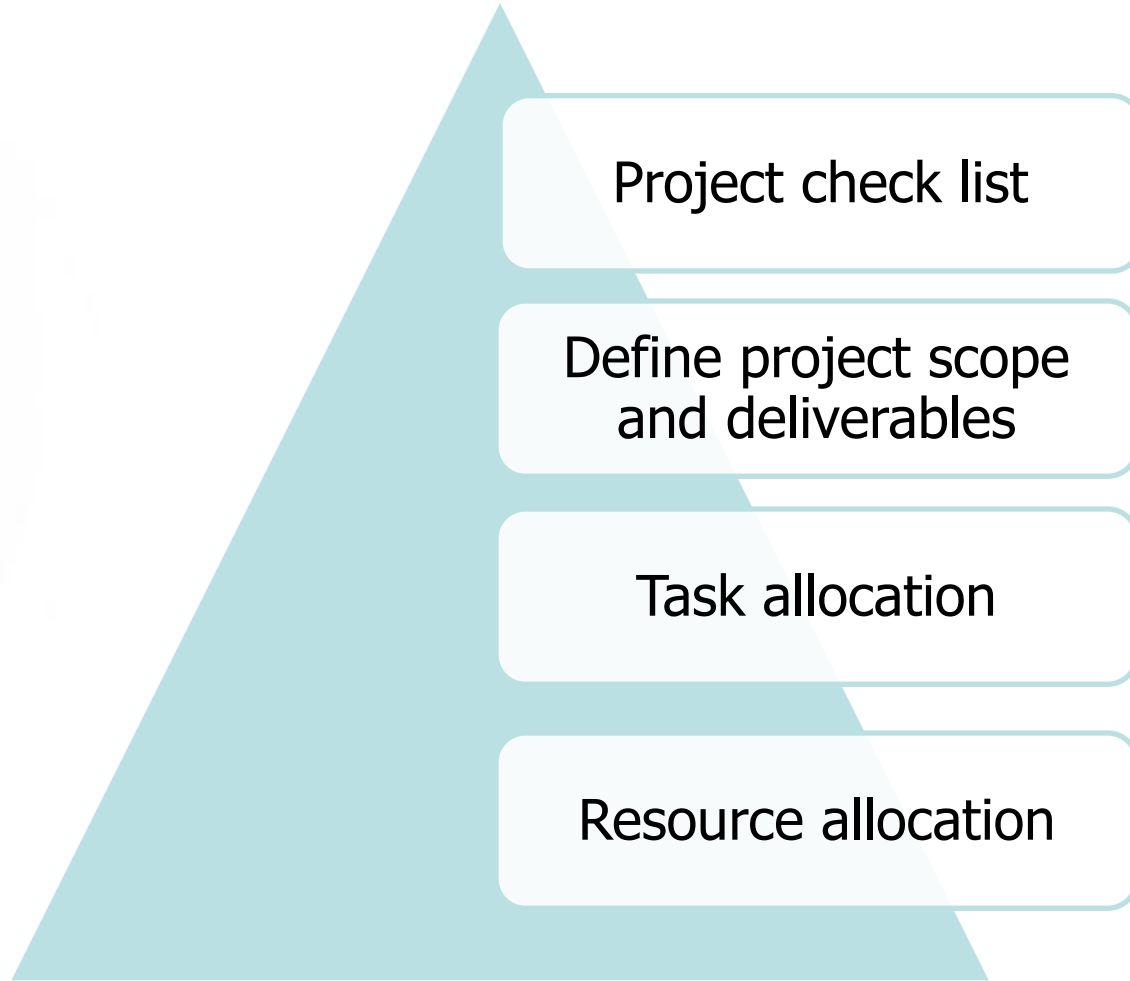 Project check list
Define project scope
and deliverables
Task allocation
Resource allocation